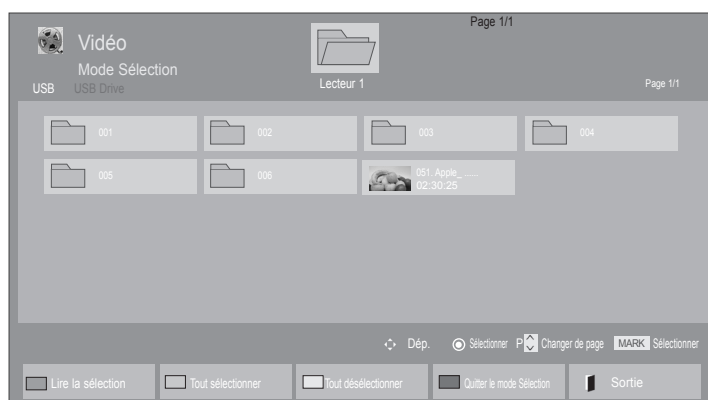 Page 1/1
Vidéo
Mode Sélection
USB USB Drive
Lecteur 1
Page 1/1
001 002 003 004
005 006 051. Apple_ ......
02:30:25
Dép. Sélectionner P Changer de page MARK Sélectionner
Lire la sélection Tout sélectionner Tout désélectionner Quitter le mode Sélection Sortie